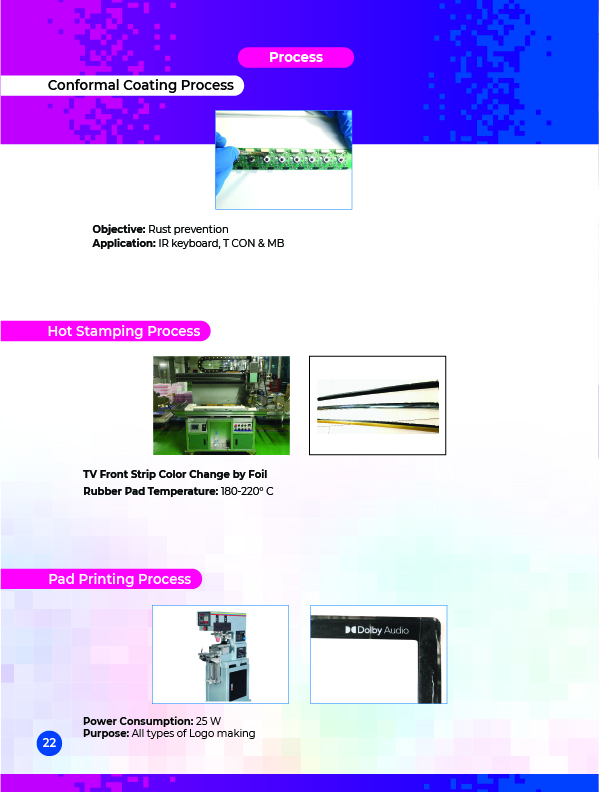 Process
Conformal Coating Process
Objective: Rust prevention
Application: IR keyboard, T CON & MB
Hot Stamping Process
TV Front Strip Color Change by Foil
Rubber Pad Temperature: 180-220° C
Pad Printing Process
Dolby Audio
Power Consumption: 25 W
Purpose: All types of Logo making
22